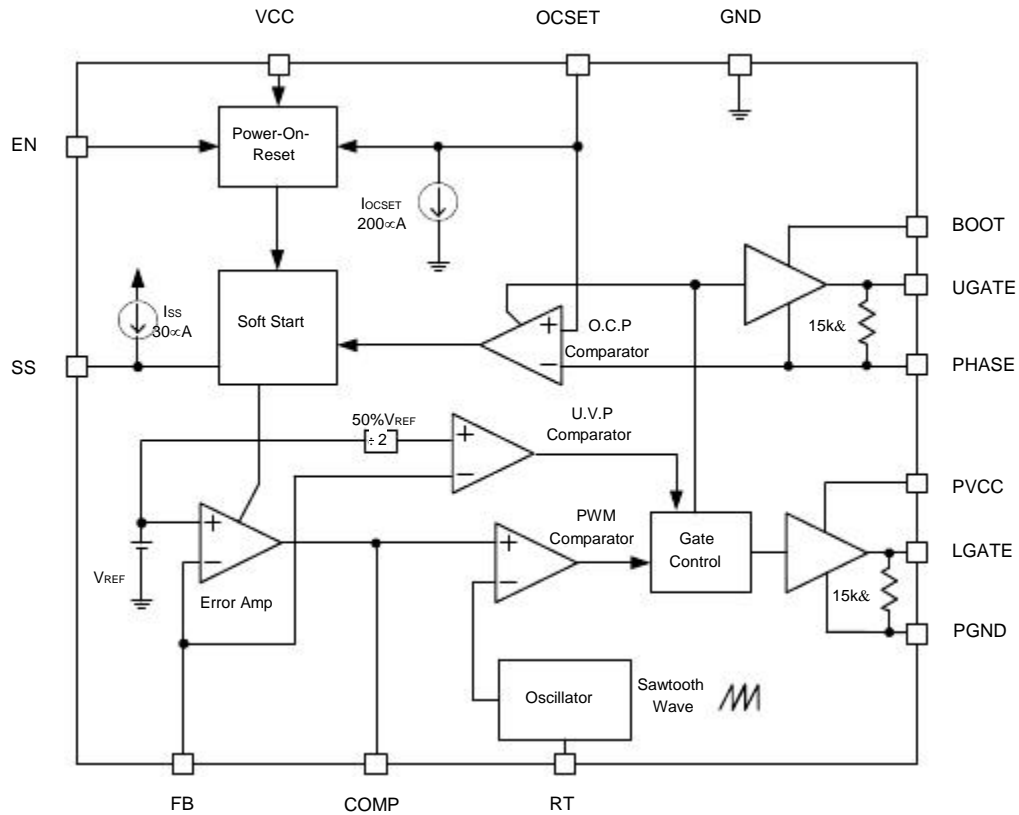 VCC
OCSET
GND
EN
Power-On-
Reset
IOCSET
200∝A
BOOT
UGATE
15k&
PHASE
ISS
30∝A
Soft Start
SS
+
−
O.C.P
Comparator
50%VREF
÷ 2
+
−
U.V.P
Comparator
PVCC
+
−
VREF
Error Amp
+
−
PWM
Comparator
Gate
Control
LGATE
15k&
PGND
Oscillator
Sawtooth
Wave
FB
COMP
RT